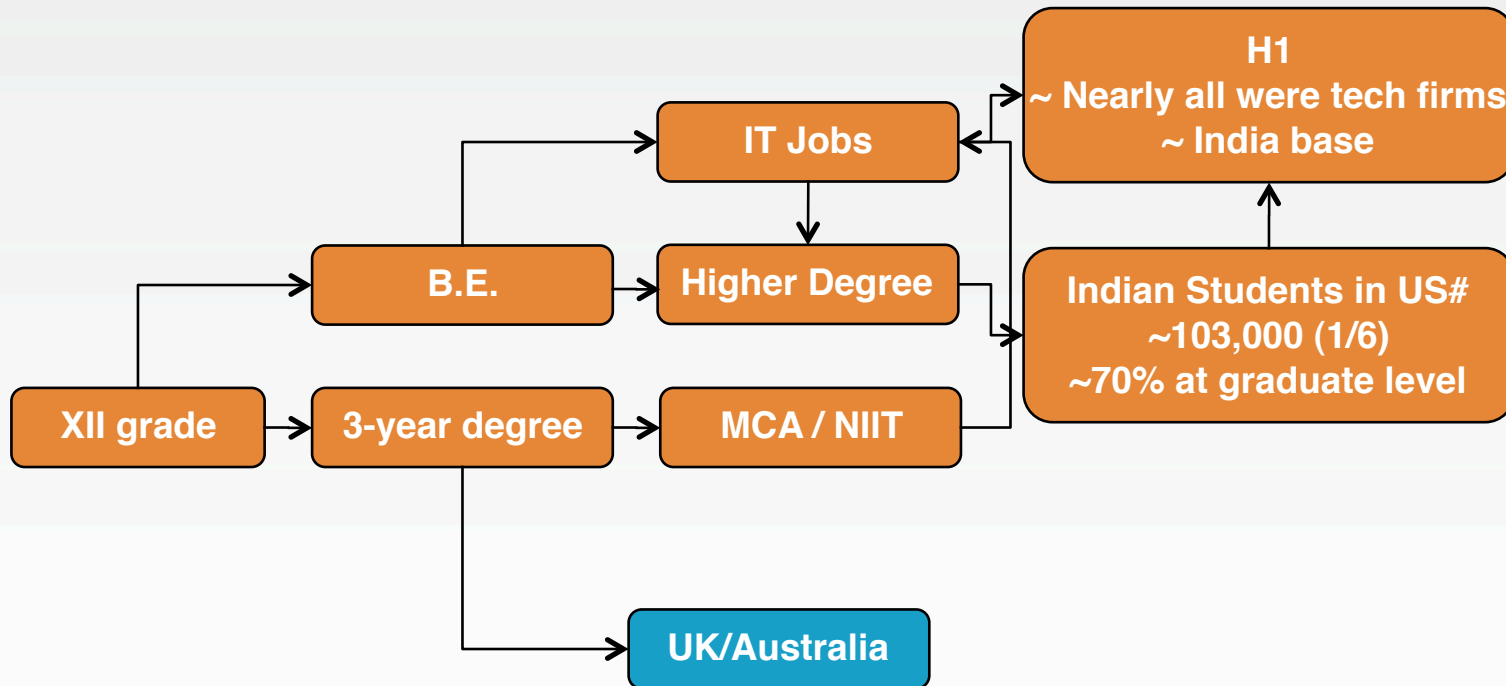 H1
~ Nearly all were tech firms
~ India base
IT Jobs
B.E.
Higher Degree
Indian Students in US#
~103,000 (1/6)
~70% at graduate level
XII grade
3-year degree
MCA / NIIT
UK/Australia